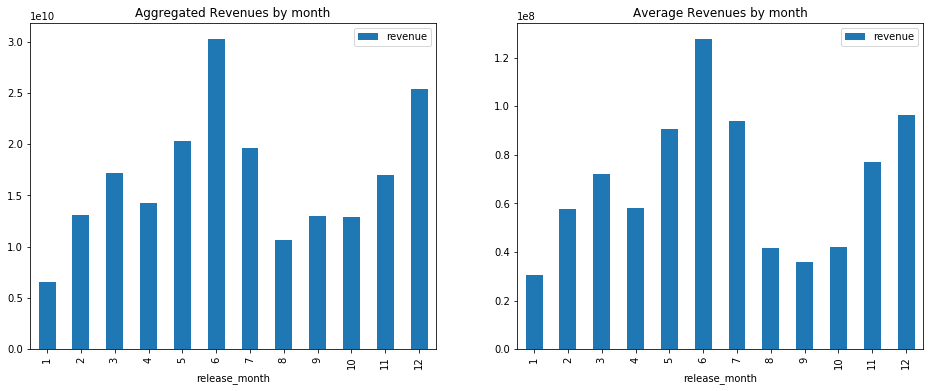 Aggregated Revenues by month
1e10
revenue
3.0
2.5
2.0
1.5
1.0
0.5
0.0
1 2 3 4 5 6 7 8 9 10 11 12
release_month
Average Revenues by month
1e8
revenue
1.2
1.0
0.8
0.6
0.4
0.2
0.0
1 2 3 4 5 6 7 8 9 10 11 12
release_month